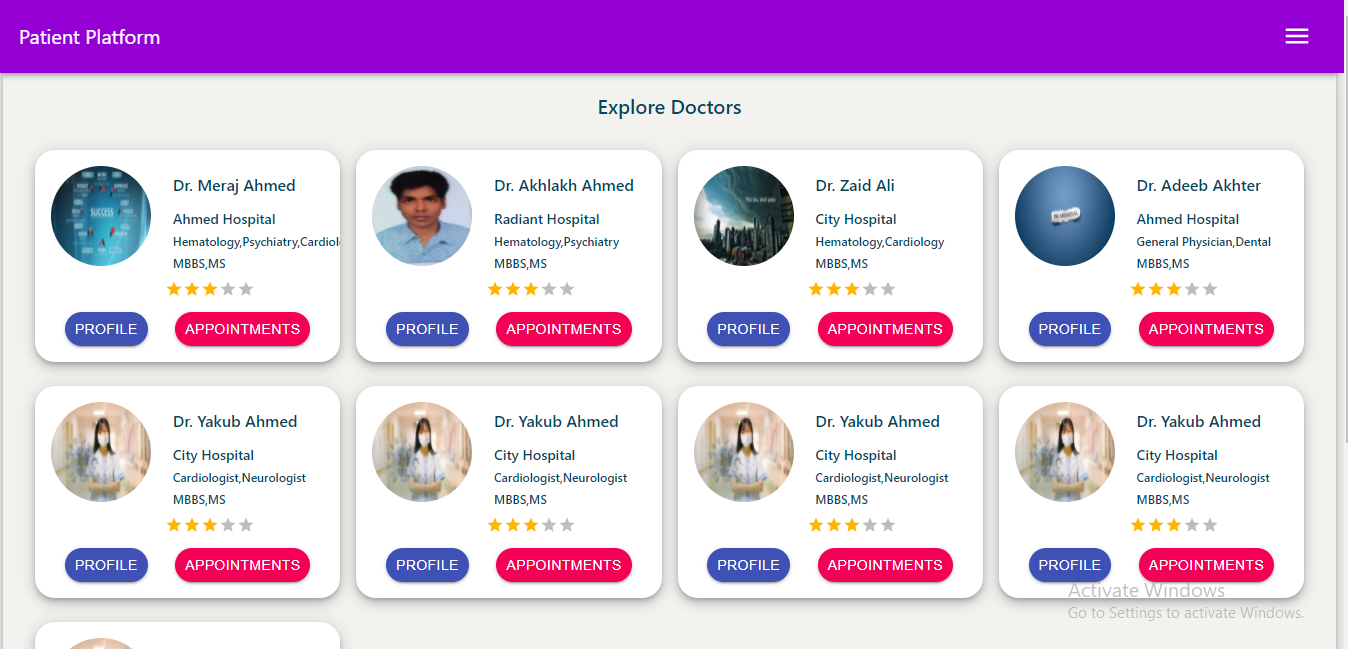 Patient Platform
Explore Doctors
Dr. Meraj Ahmed
Ahmed Hospital
Hematology,Psychiatry,Cardiol
MBBS,MS
PROFILE
APPOINTMENTS
Dr. Akhlakh Ahmed
Radiant Hospital
Hematology,Psychiatry
MBBS,MS
PROFILE
APPOINTMENTS
Dr. Zaid Ali
City Hospital
Hematology,Cardiology
MBBS,MS
PROFILE
APPOINTMENTS
Dr. Adeeb Akhter
Ahmed Hospital
General Physician,Dental
MBBS,MS
PROFILE
APPOINTMENTS
SUCCESS
Dr. Yakub Ahmed
City Hospital
Cardiologist,Neurologist
MBBS,MS
PROFILE
APPOINTMENTS
Dr. Yakub Ahmed
City Hospital
Cardiologist,Neurologist
MBBS,MS
PROFILE
APPOINTMENTS
Dr. Yakub Ahmed
City Hospital
Cardiologist,Neurologist
MBBS,MS
PROFILE
APPOINTMENTS
Dr. Yakub Ahmed
City Hospital
Cardiologist,Neurologist
MBBS,MS
PROFILE
APPOINTMENTS
Activate Windows
Go to Settings to activate Windows.